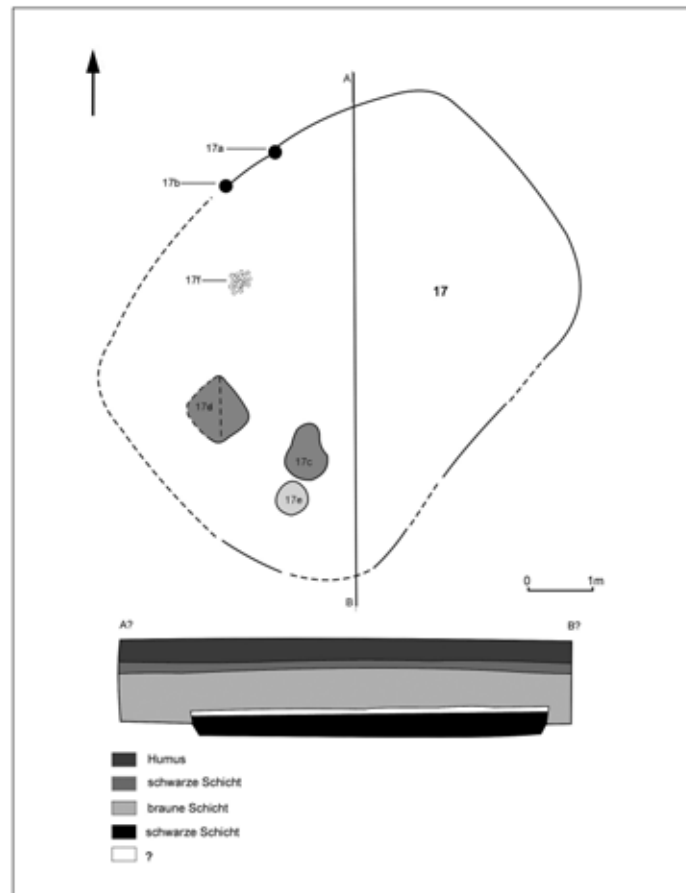 A
17a
17b
17f
17
17d
17c
17e
B
0 1m
A? B?
Humus
schwarze Schicht
braune Schicht
schwarze Schicht
?